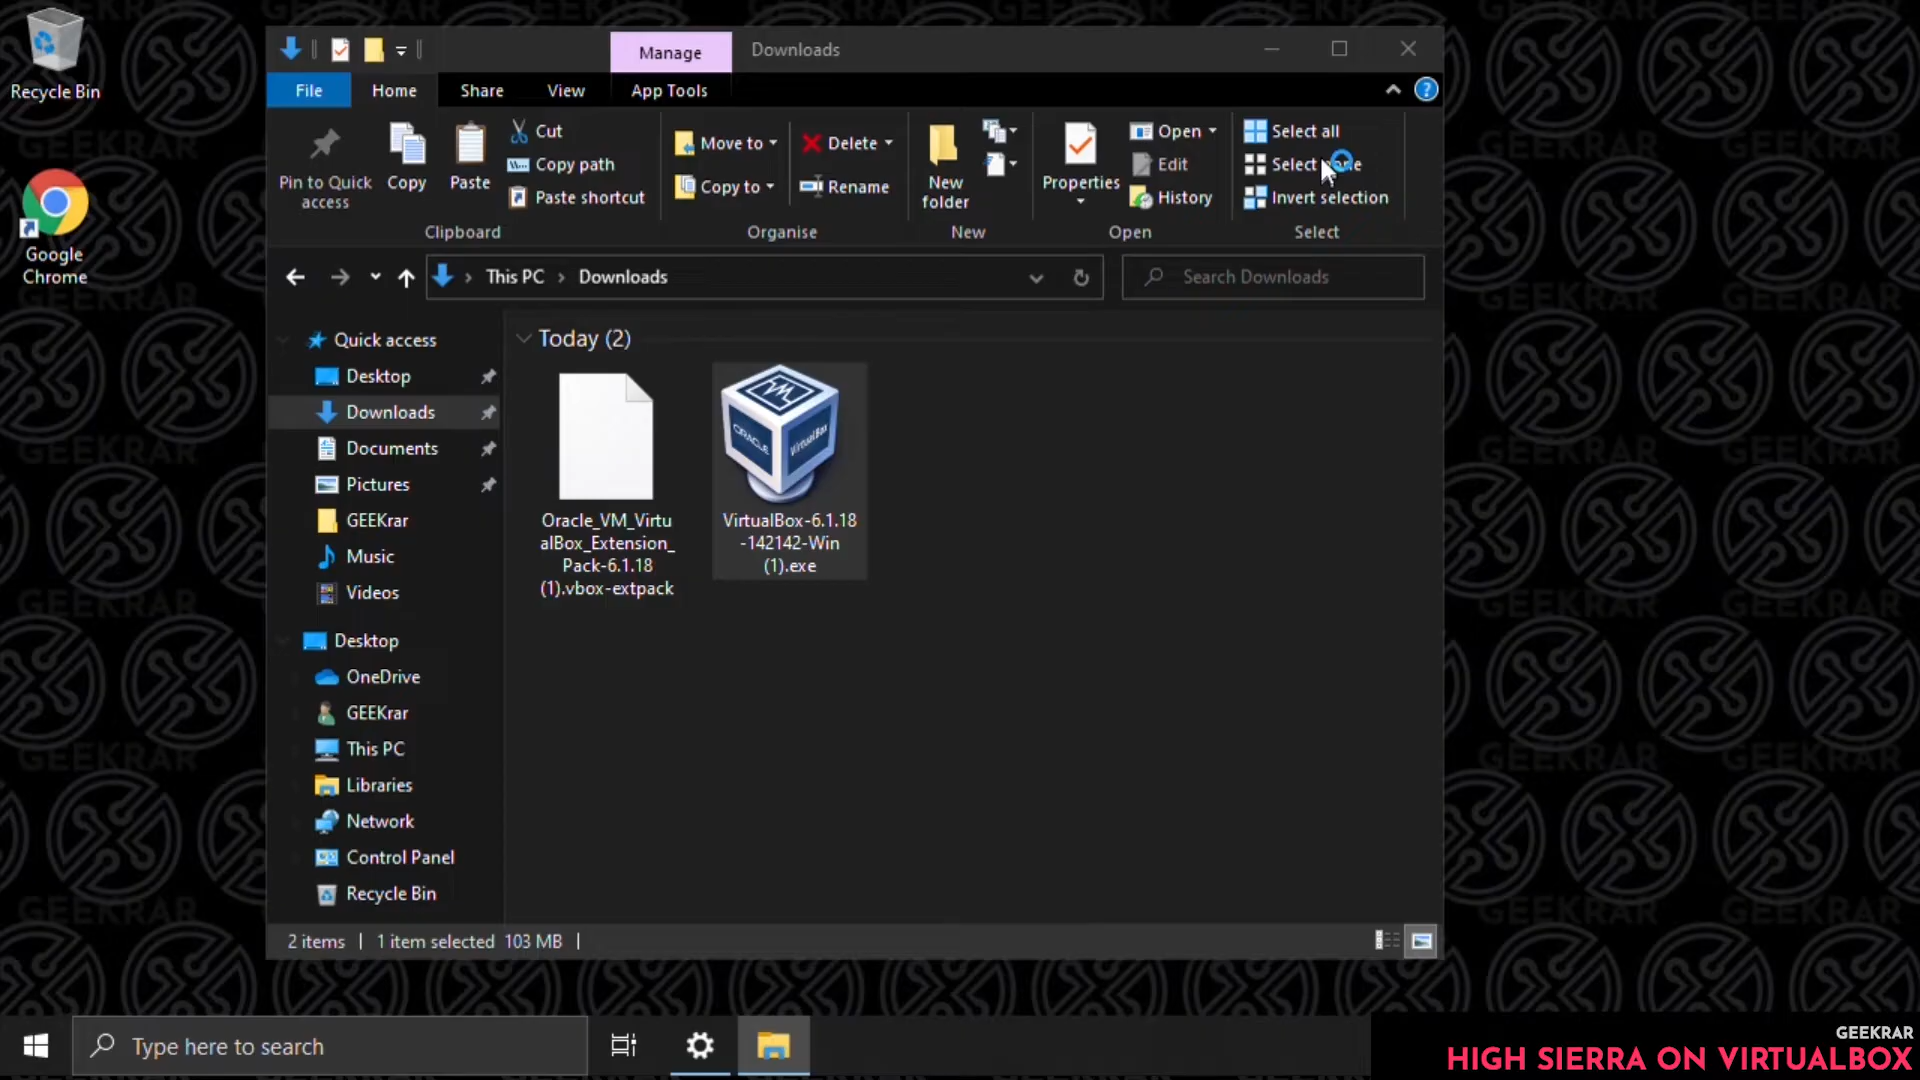 Recycle Bin
Google
Chrome
Manage
Downloads
File
Home
Share
View
App Tools
Pin to Quick
access
Copy
Paste
Cut
Copy path
Paste shortcut
Clipboard
Move to
Copy to
Delete
Rename
Organise
New
folder
New
Properties
Open
Edit
History
Open
Select all
Select
Invert selection
Select
This PC
Downloads
Search Downloads
Quick access
Desktop
Downloads
Documents
Pictures
GEEKrar
Music
Videos
Desktop
OneDrive
GEEKrar
This PC
Libraries
Network
Control Panel
Recycle Bin
Today (2)
Oracle_VM_Virtu
alBox_Extension_
Pack-6.1.18
(1).vbox-extpack
ORACLE
VirtualBox
VirtualBox-6.1.18
-142142-Win
(1).exe
2 items
1 item selected 103 MB
Type here to search
GEEKRAR
HIGH SIERRA ON VIRTUALBOX